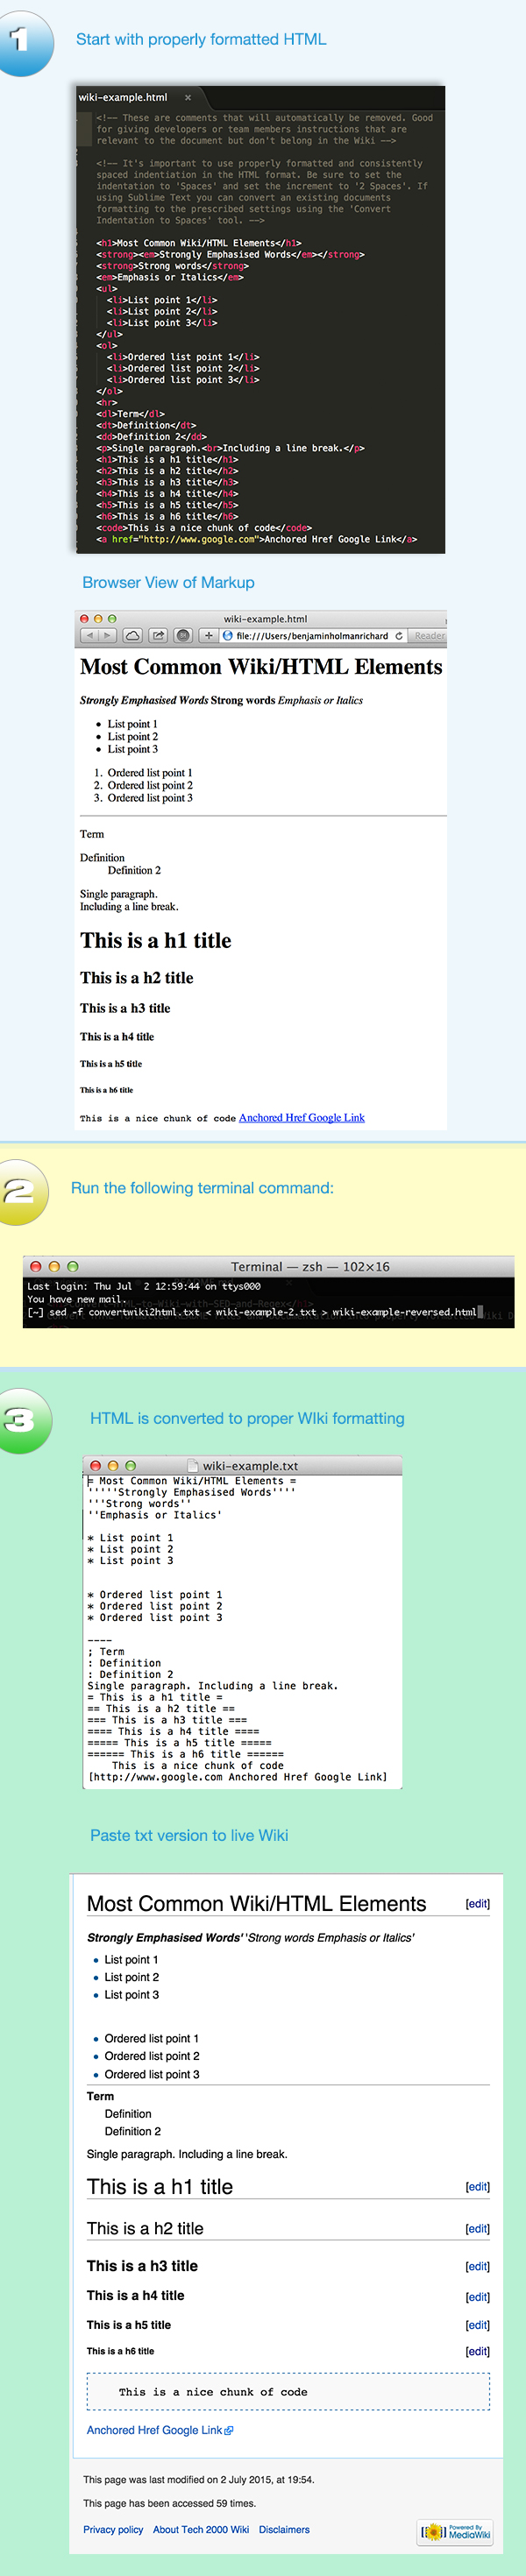 1
Start with properly formatted HTML
wiki-example.html ×
<!-- These are comments that will automatically be removed. Good
for giving developers or team members instructions that are
relevant to the document but don't belong in the Wiki -->
<!-- It's important to use properly formatted and consistently
spaced indentiation in the HTML format. Be sure to set the
indentation to 'Spaces' and set the increment to '2 Spaces'. If
using Sublime Text you can convert an existing documents
formatting to the prescribed settings using the 'Convert
Indentation to Spaces' tool. -->
<h1>Most Common Wiki/HTML Elements</h1>
<strong><em>Strongly Emphasised Words</em></strong>
<strong>Strong words</strong>
<em>Emphasis or Italics</em>
<ul>
<li>List point 1</li>
<li>List point 2</li>
<li>List point 3</li>
</ul>
<ol>
<li>Ordered list point 1</li>
<li>Ordered list point 2</li>
<li>Ordered list point 3</li>
</ol>
<hr>
<dl>Term</dl>
<dt>Definition</dt>
<dd>Definition 2</dd>
<p>Single paragraph.<br>Including a line break.</p>
<h1>This is a h1 title</h1>
<h2>This is a h2 title</h2>
<h3>This is a h3 title</h3>
<h4>This is a h4 title</h4>
<h5>This is a h5 title</h5>
<h6>This is a h6 title</h6>
<code>This is a nice chunk of code</code>
<a href="http://www.google.com">Anchored Href Google Link</a>
Browser View of Markup
wiki-example.html
file:///Users/benjaminholmanrichard Reader
Most Common Wiki/HTML Elements
Strongly Emphasised Words Strong words Emphasis or Italics
• List point 1
• List point 2
• List point 3
1. Ordered list point 1
2. Ordered list point 2
3. Ordered list point 3
Term
Definition
Definition 2
Single paragraph.
Including a line break.
This is a h1 title
This is a h2 title
This is a h3 title
This is a h4 title
This is a h5 title
This is a h6 title
This is a nice chunk of code Anchored Href Google Link
2
Run the following terminal command:
Terminal — zsh — 102×16
Last login: Thu Jul  2 12:59:44 on ttys000
You have new mail.
[~] sed -f convertwiki2html.txt < wiki-example-2.txt > wiki-example-reversed.html
3
HTML is converted to proper WIki formatting
wiki-example.txt
= Most Common Wiki/HTML Elements =
'''''Strongly Emphasised Words''''
'''Strong words''
''Emphasis or Italics'
* List point 1
* List point 2
* List point 3
* Ordered list point 1
* Ordered list point 2
* Ordered list point 3
----
; Term
: Definition
: Definition 2
Single paragraph. Including a line break.
= This is a h1 title =
== This is a h2 title ==
=== This is a h3 title ===
==== This is a h4 title ====
===== This is a h5 title =====
====== This is a h6 title ======
This is a nice chunk of code
[http://www.google.com Anchored Href Google Link]
Paste txt version to live Wiki
Most Common Wiki/HTML Elements [edit]
Strongly Emphasised Words' 'Strong words Emphasis or Italics'
• List point 1
• List point 2
• List point 3
• Ordered list point 1
• Ordered list point 2
• Ordered list point 3
Term
Definition
Definition 2
Single paragraph. Including a line break.
This is a h1 title [edit]
This is a h2 title [edit]
This is a h3 title [edit]
This is a h4 title [edit]
This is a h5 title [edit]
This is a h6 title [edit]
This is a nice chunk of code
Anchored Href Google Link
This page was last modified on 2 July 2015, at 19:54.
This page has been accessed 59 times.
Privacy policy About Tech 2000 Wiki Disclaimers
Powered By
MediaWiki